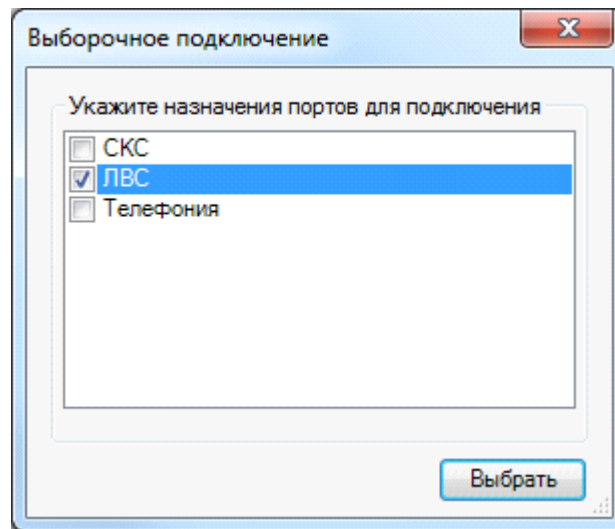 Выборочное подключение
Укажите назначения портов для подключения
СКС
ЛВС
Телефония
Выбрать